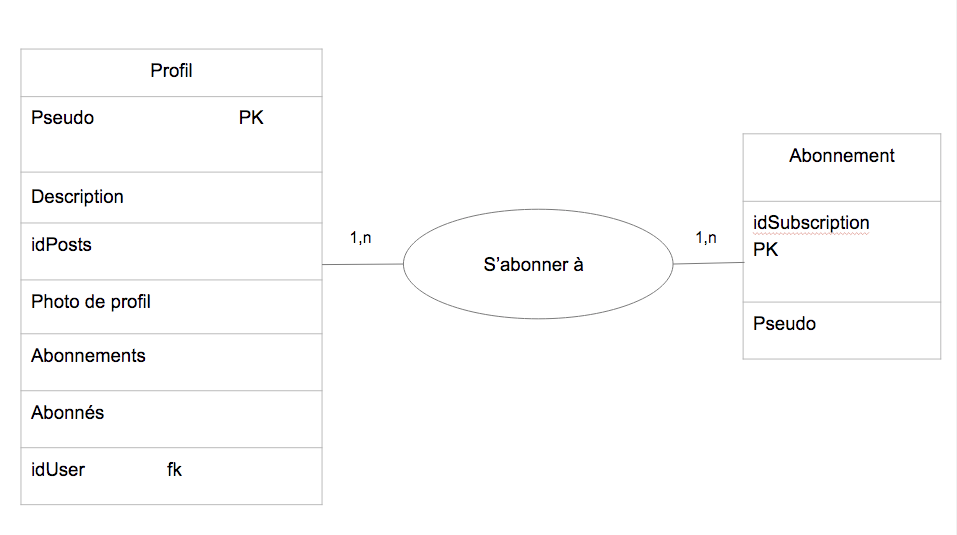 Profil
Pseudo PK
Description
idPosts
Photo de profil
Abonnements
Abonnés
idUser fk
1,n
S’abonner à
1,n
Abonnement
idSubscription
PK
Pseudo